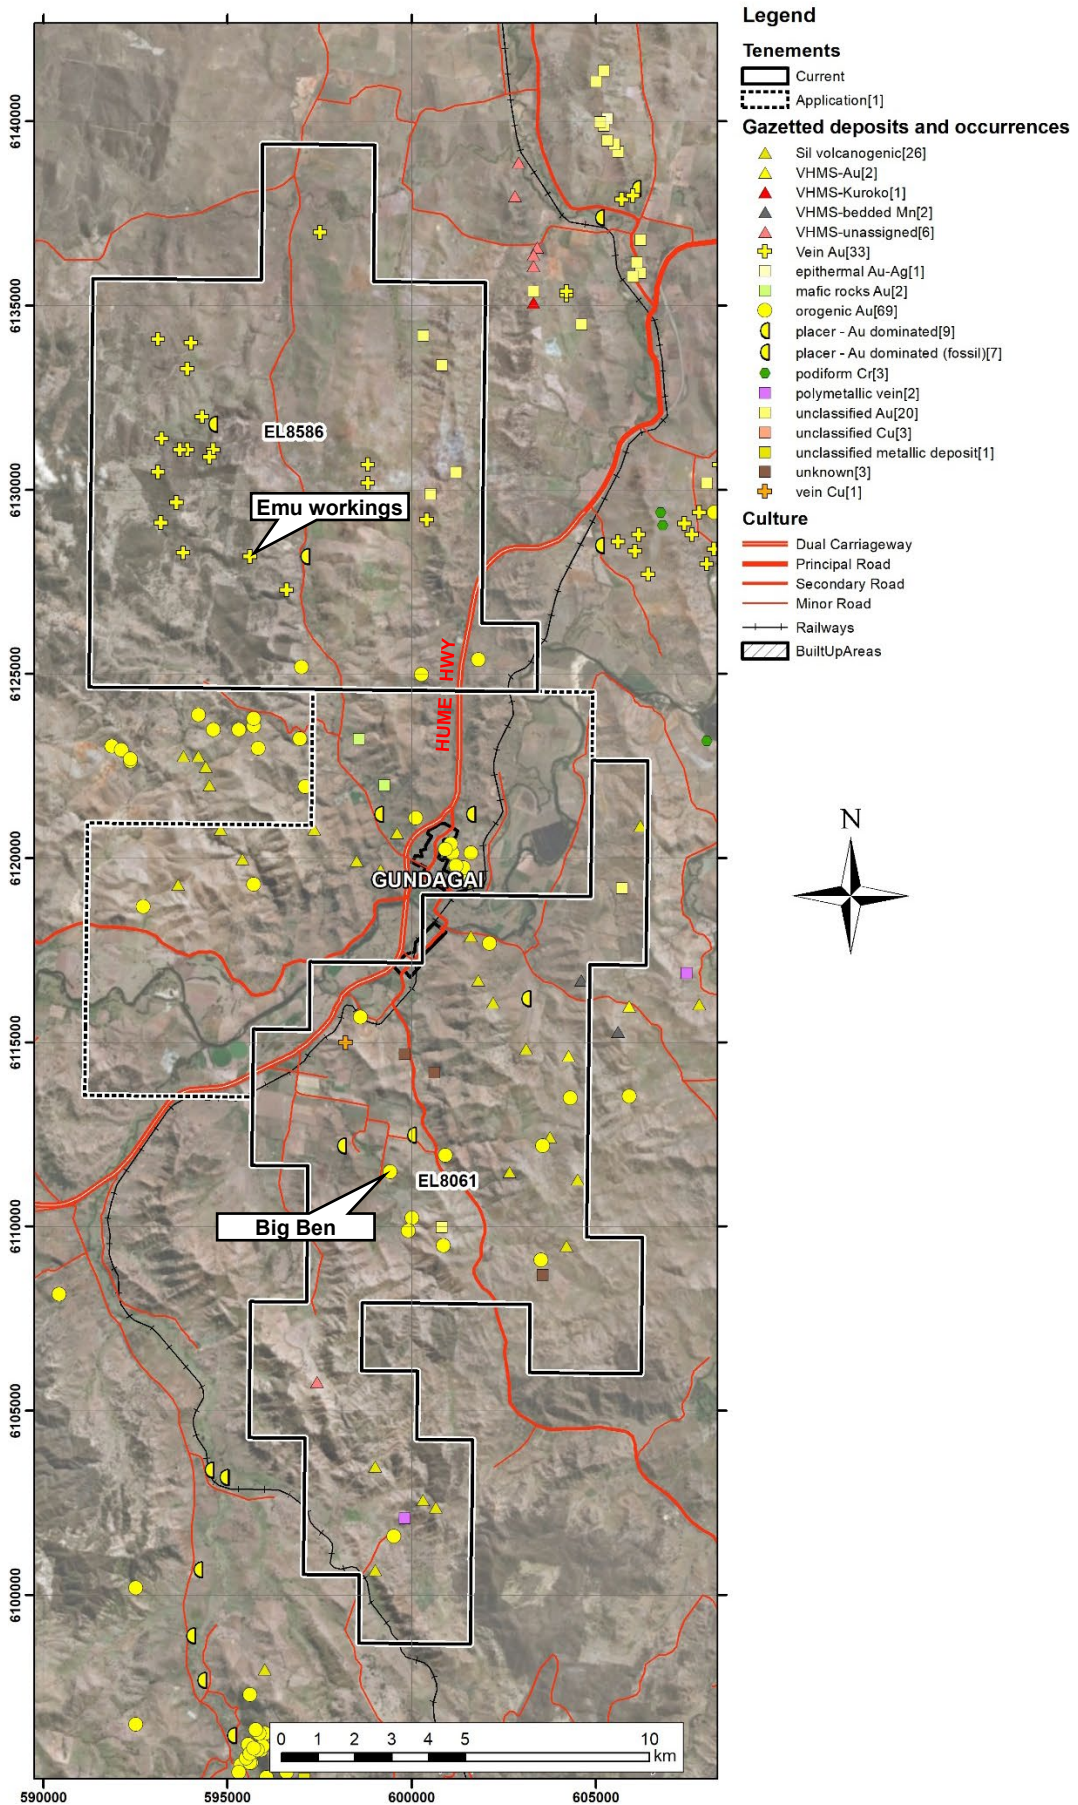 Legend
Tenements
Current
Application[1]
Gazetted deposits and occurrences
Sil volcanogenic[26]
VHMS-Au[2]
VHMS-Kuroko[1]
VHMS-bedded Mn[2]
VHMS-unassigned[6]
Vein Au[33]
epithermal Au-Ag[1]
mafic rocks Au[2]
orogenic Au[69]
placer - Au dominated[9]
placer - Au dominated (fossil)[7]
podiform Cr[3]
polymetallic vein[2]
unclassified Au[20]
unclassified Cu[3]
unclassified metallic deposit[1]
unknown[3]
vein Cu[1]
Culture
Dual Carriageway
Principal Road
Secondary Road
Minor Road
Railways
BuiltUpAreas
N
6140000
6135000
6130000
6125000
6120000
6115000
6110000
6105000
6100000
EL8586
Emu workings
HUME HWY
GUNDAGAI
EL8061
Big Ben
0 1 2 3 4 5 10
km
590000 595000 600000 605000